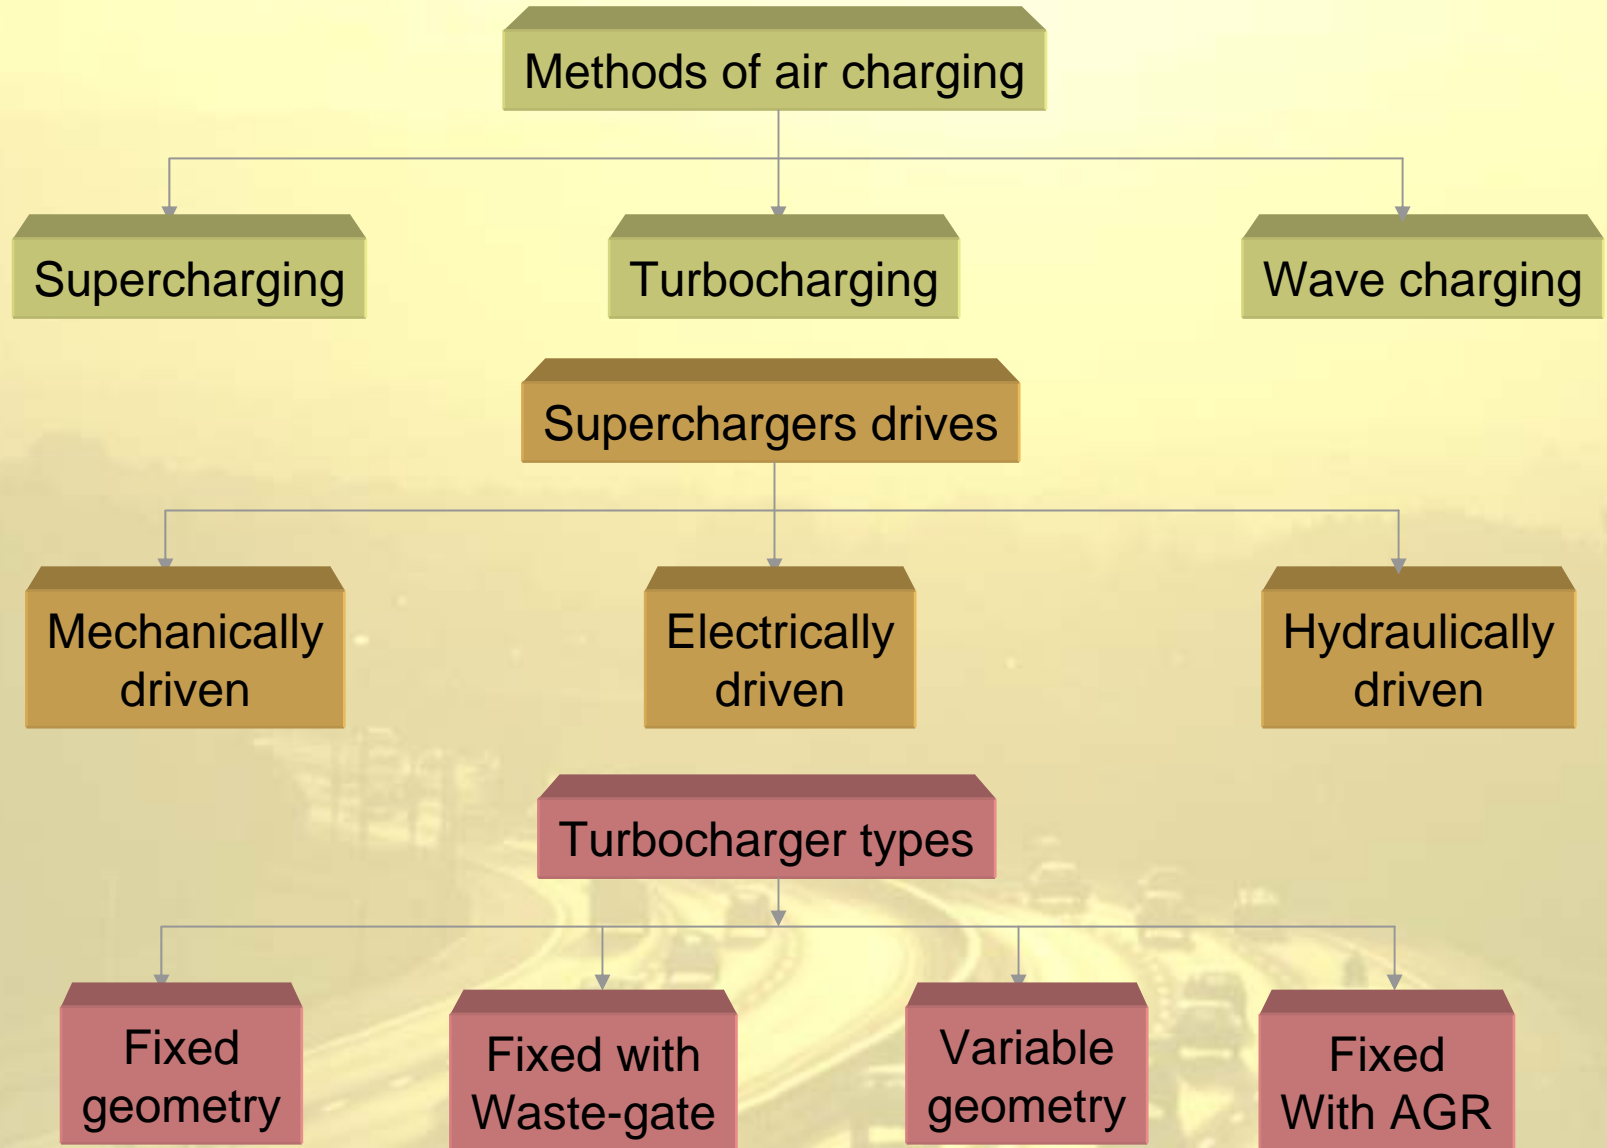 Methods of air charging
Supercharging
Turbocharging
Wave charging
Superchargers drives
Mechanically
driven
Electrically
driven
Hydraulically
driven
Turbocharger types
Fixed
geometry
Fixed with
Waste-gate
Variable
geometry
Fixed
With AGR